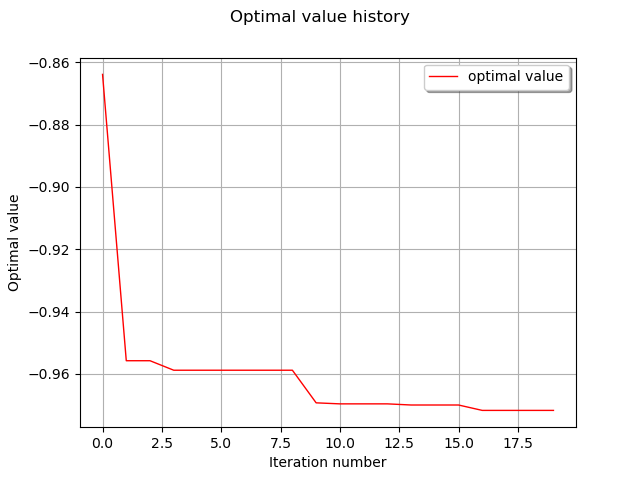 Optimal value history
optimal value
−0.86
−0.88
−0.90
−0.92
−0.94
−0.96
Optimal value
0.0 2.5 5.0 7.5 10.0 12.5 15.0 17.5
Iteration number